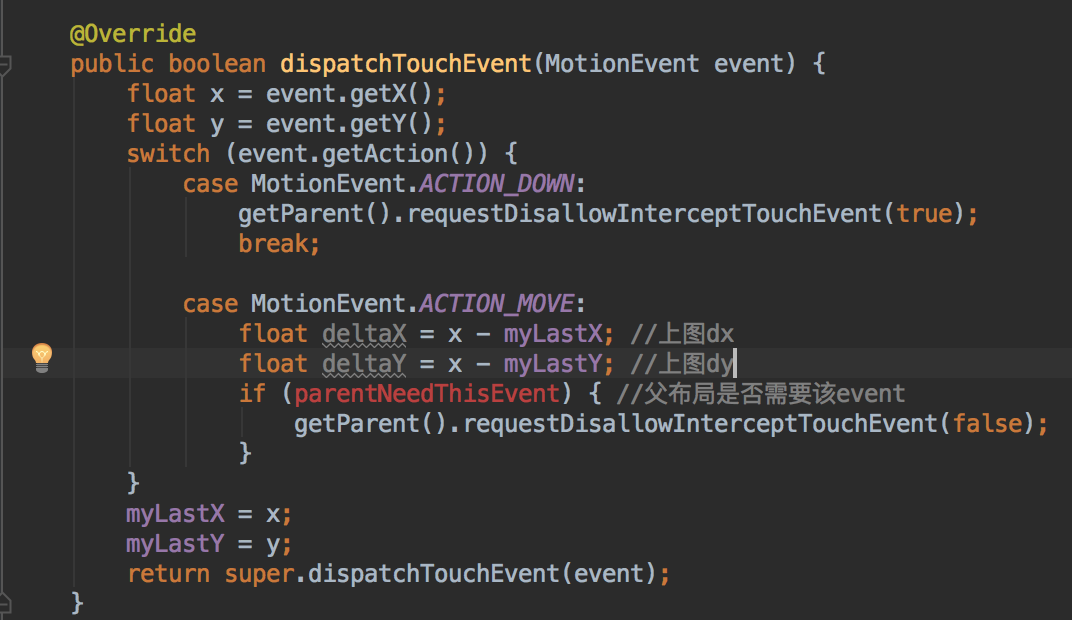 @Override
public boolean dispatchTouchEvent(MotionEvent event) {
    float x = event.getX();
    float y = event.getY();
    switch (event.getAction()) {
        case MotionEvent.ACTION_DOWN:
            getParent().requestDisallowInterceptTouchEvent(true);
            break;

        case MotionEvent.ACTION_MOVE:
            float deltaX = x - myLastX; //上图dx
            float deltaY = x - myLastY; //上图dy
            if (parentNeedThisEvent) { //父布局是否需要该event
                getParent().requestDisallowInterceptTouchEvent(false);
            }
    }
    myLastX = x;
    myLastY = y;
    return super.dispatchTouchEvent(event);
}